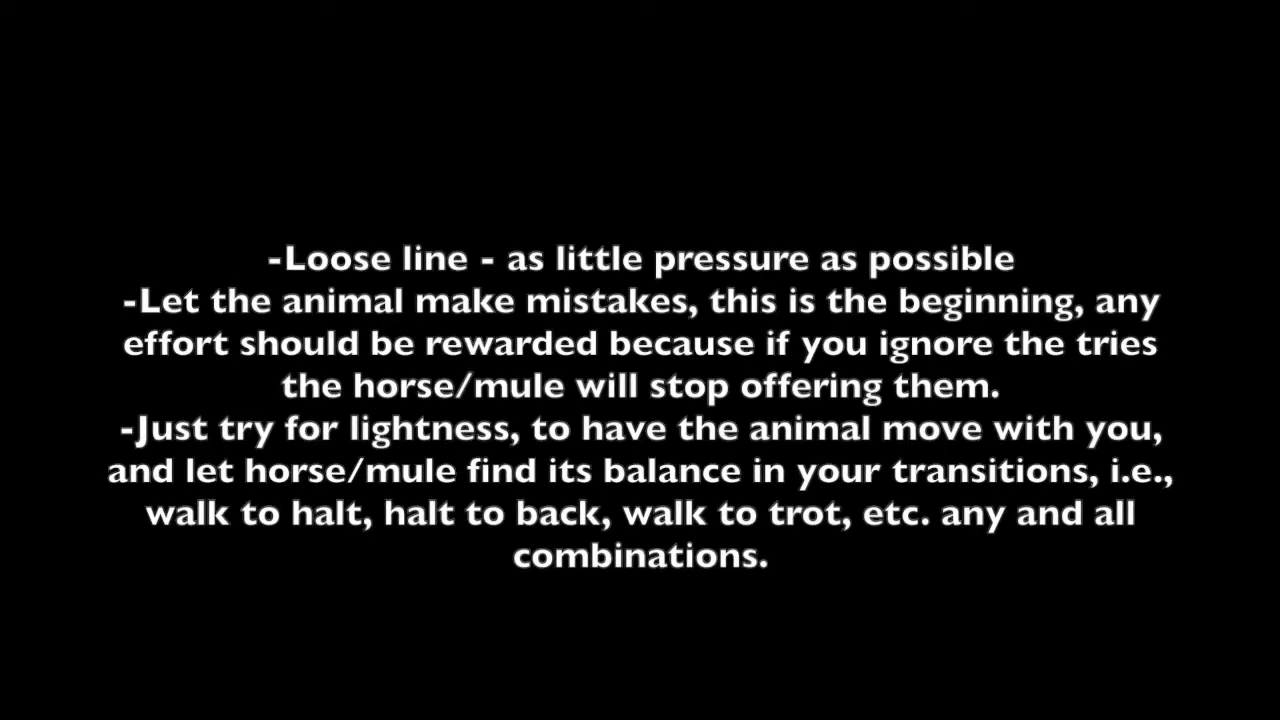 -Loose line - as little pressure as possible
-Let the animal make mistakes, this is the beginning, any
effort should be rewarded because if you ignore the tries
the horse/mule will stop offering them.
-Just try for lightness, to have the animal move with you,
and let horse/mule find its balance in your transitions, i.e.,
walk to halt, halt to back, walk to trot, etc. any and all
combinations.